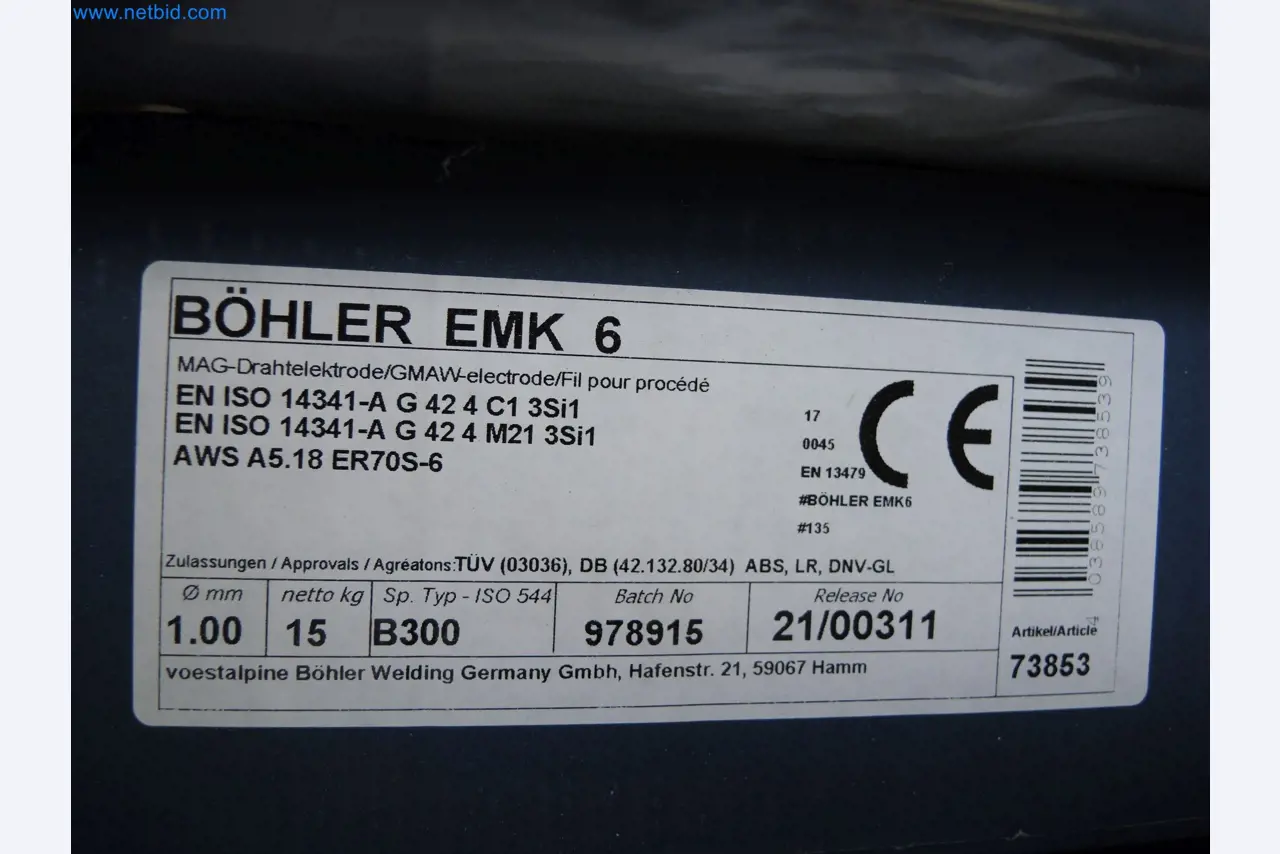 www.netbid.com
BÖHLER EMK 6
MAG-Drahtelektrode/GMAW-electrode/Fil pour procédé
EN ISO 14341-A G 42 4 C1 3Si1
EN ISO 14341-A G 42 4 M21 3Si1
AWS A5.18 ER70S-6
17
0045
EN 13479
#BÖHLER EMK6
#135
CE
Zulassungen / Approvals / Agréatons:TÜV (03036), DB (42.132.80/34) ABS, LR, DNV-GL
Ø mm netto kg Sp. Typ - ISO 544 Batch No Release No
1.00 15 B300 978915 21/00311
voestalpine Böhler Welding Germany Gmbh, Hafenstr. 21, 59067 Hamm
Artikel/Article
73853